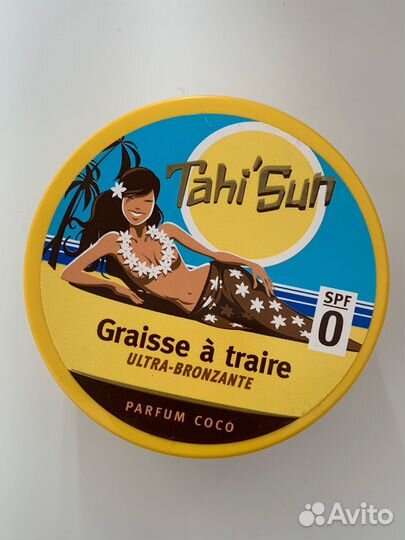 Tahi'Sun
SPF
0
Graisse à traire
ULTRA-BRONZANTE
PARFUM COCO
Avito